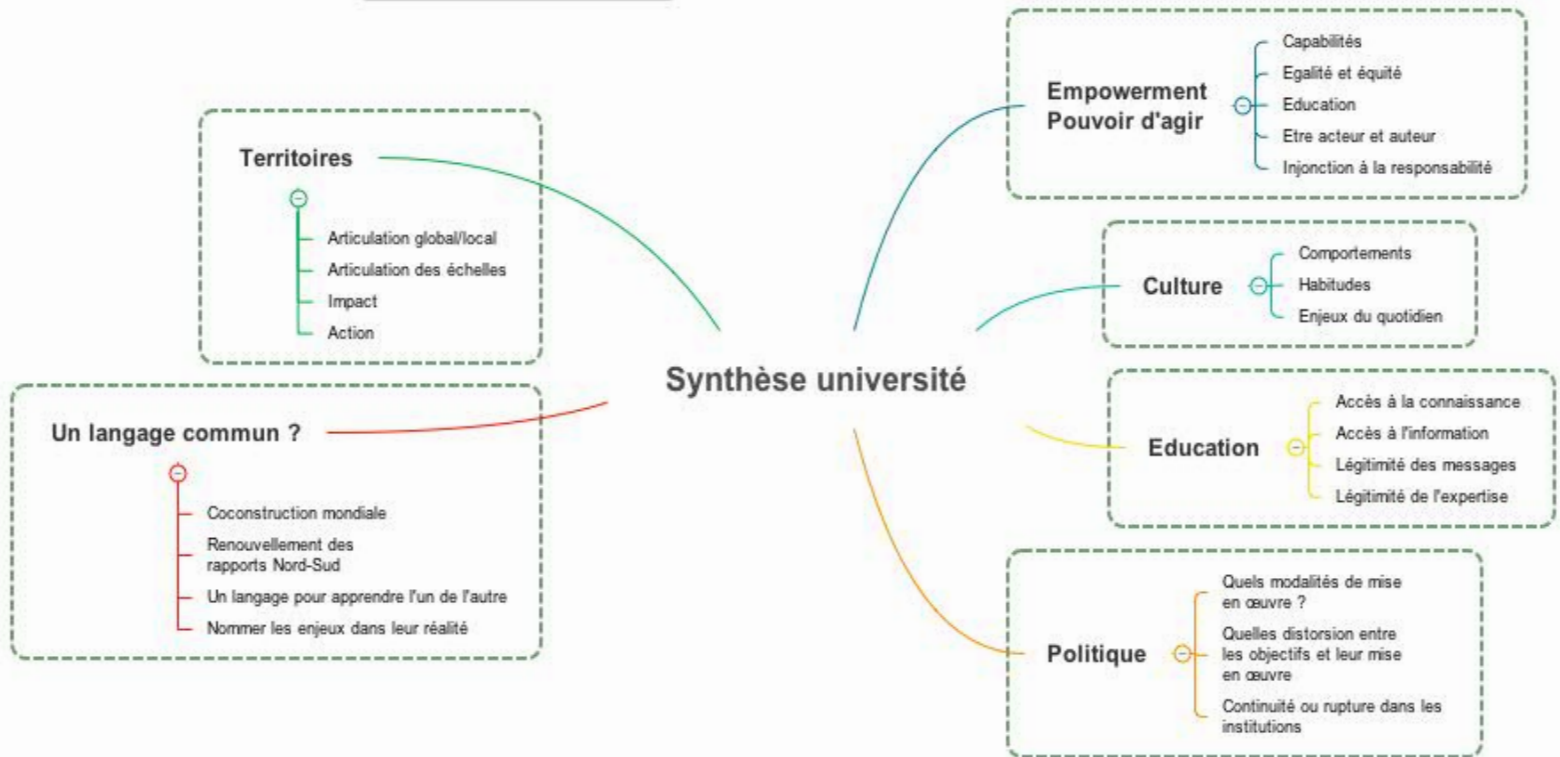 Synthèse université
Empowerment
Pouvoir d'agir
Capabilités
Egalité et équité
Education
Etre acteur et auteur
Injonction à la responsabilité
Culture
Comportements
Habitudes
Enjeux du quotidien
Education
Accès à la connaissance
Accès à l'information
Légitimité des messages
Légitimité de l'expertise
Politique
Quels modalités de mise
en œuvre ?
Quelles distorsion entre
les objectifs et leur mise
en œuvre
Continuité ou rupture dans les
institutions
Territoires
Articulation global/local
Articulation des échelles
Impact
Action
Un langage commun ?
Coconstruction mondiale
Renouvellement des
rapports Nord-Sud
Un langage pour apprendre l'un de l'autre
Nommer les enjeux dans leur réalité